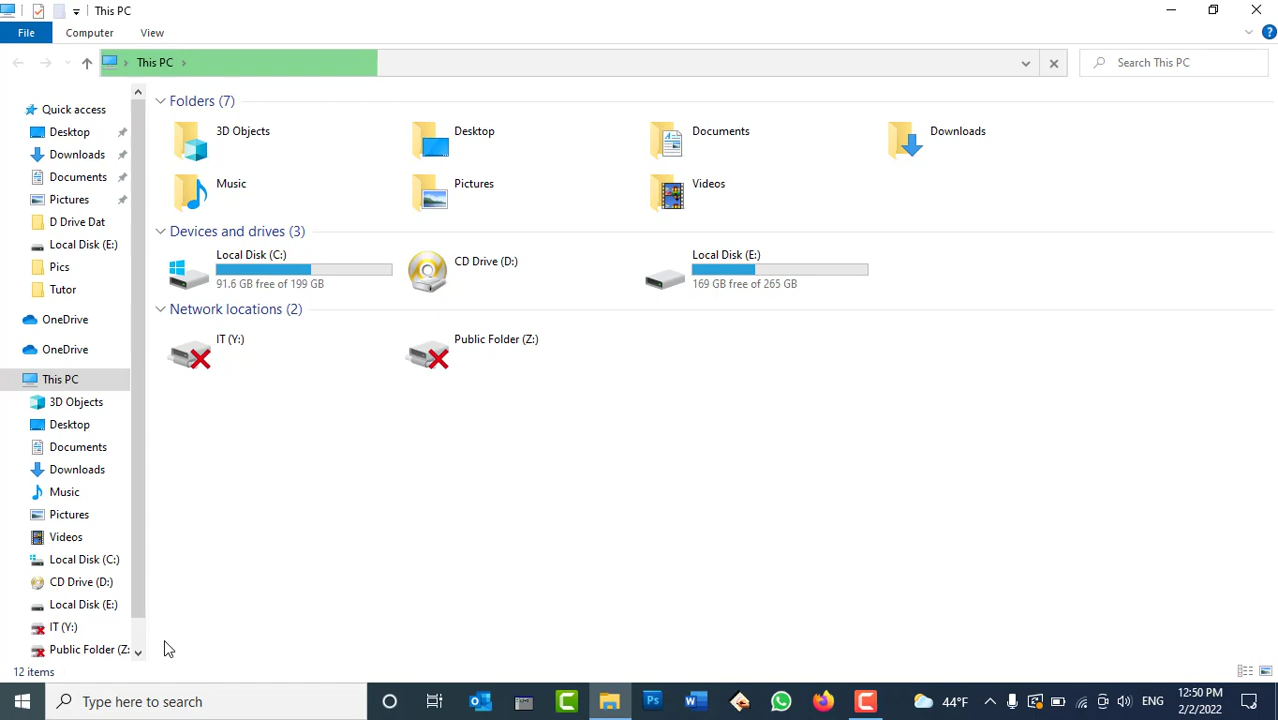 This PC
File Computer View
This PC Search This PC
Folders (7)
3D Objects Desktop Documents Downloads
Music Pictures Videos
Devices and drives (3)
Local Disk (C:)
91.6 GB free of 199 GB
CD Drive (D:)
Local Disk (E:)
169 GB free of 265 GB
Network locations (2)
IT (Y:) Public Folder (Z:)
Quick access
Desktop
Downloads
Documents
Pictures
D Drive Dat
Local Disk (E:)
Pics
Tutor
OneDrive
OneDrive
This PC
3D Objects
Desktop
Documents
Downloads
Music
Pictures
Videos
Local Disk (C:)
CD Drive (D:)
Local Disk (E:)
IT (Y:)
Public Folder (Z:
12 items
Type here to search
Ps
W
44°F
ENG
12:50 PM
2/2/2022